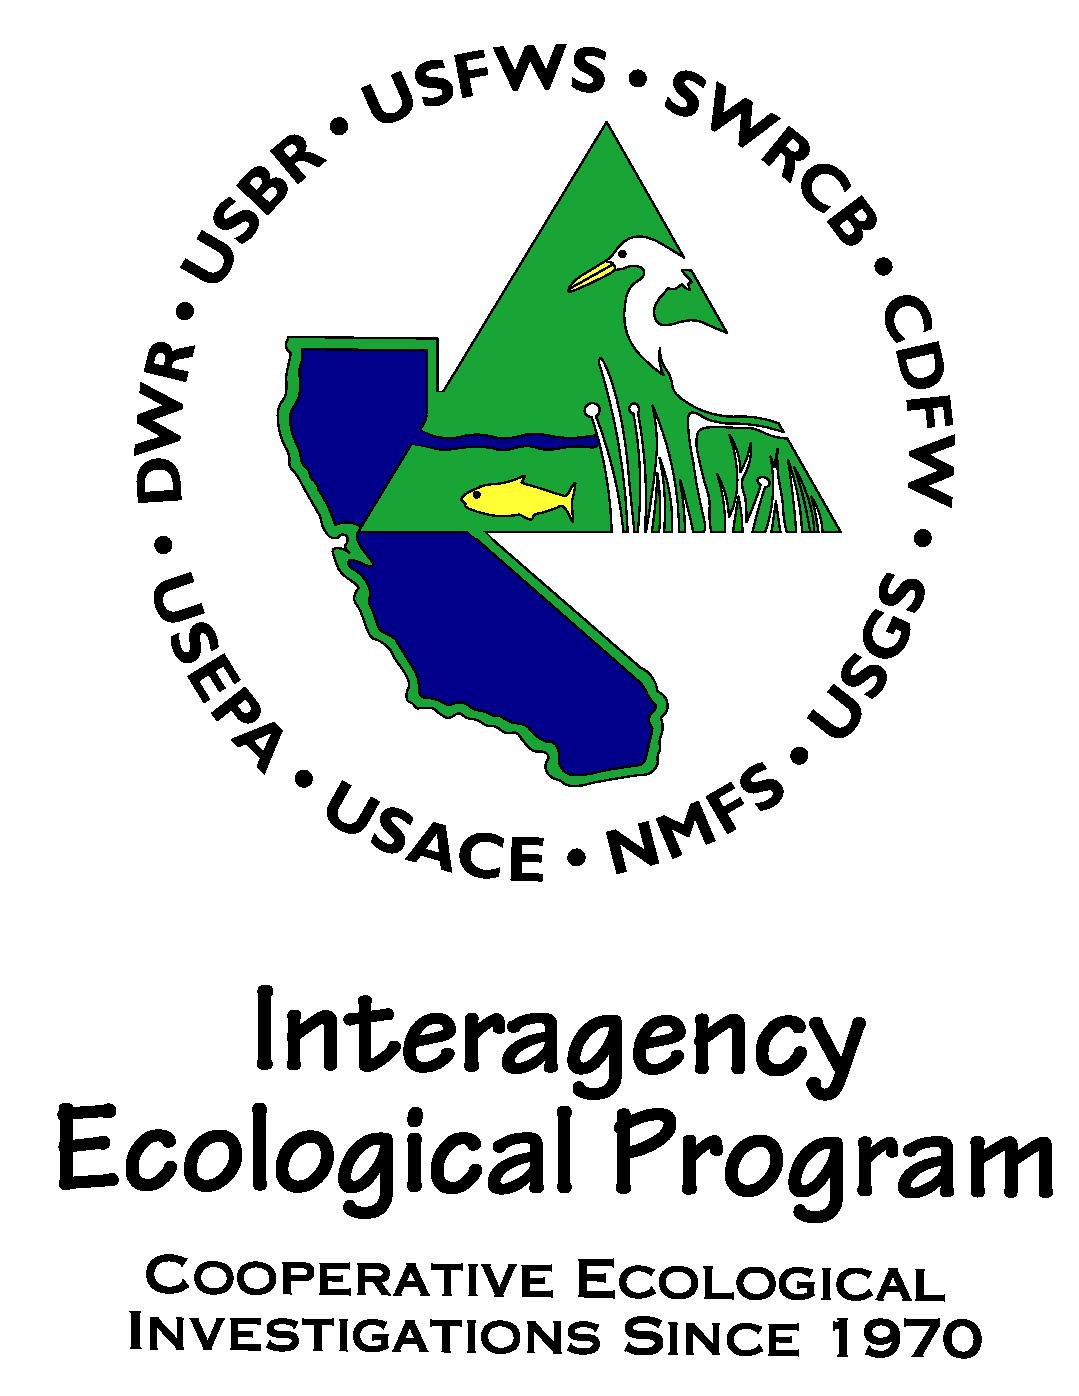 DWR • USBR • USFWS • SWRCB • CDFW • USGS • NMFS • USACE • USEPA •
Interagency
Ecological Program
COOPERATIVE ECOLOGICAL
INVESTIGATIONS SINCE 1970